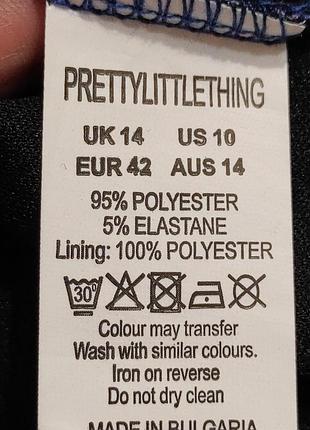 PRETTYLITTLETHING
UK 14 US 10
EUR 42 AUS 14
95% POLYESTER
5% ELASTANE
Lining: 100% POLYESTER
30°
Colour may transfer
Wash with similar colours.
Iron on reverse
Do not dry clean
MADE IN BULGARIA